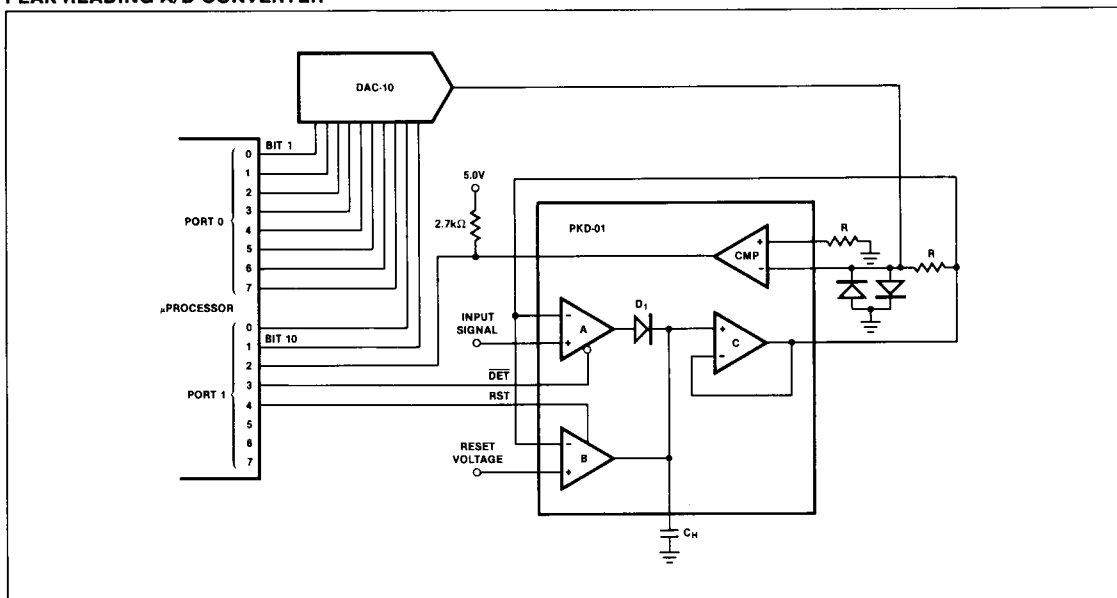 PEAK READING A/D CONVERTER
DAC-10
BIT 1
0
1
2
3
4
5
6
7
PORT 0
µPROCESSOR
0
1
2
3
4
5
6
7
PORT 1
BIT 10
5.0V
2.7kΩ
PKD-01
CMP
+
−
R
R
INPUT
SIGNAL
−
+
A
D1
+
−
C
DET
RST
RESET
VOLTAGE
−
+
B
CH